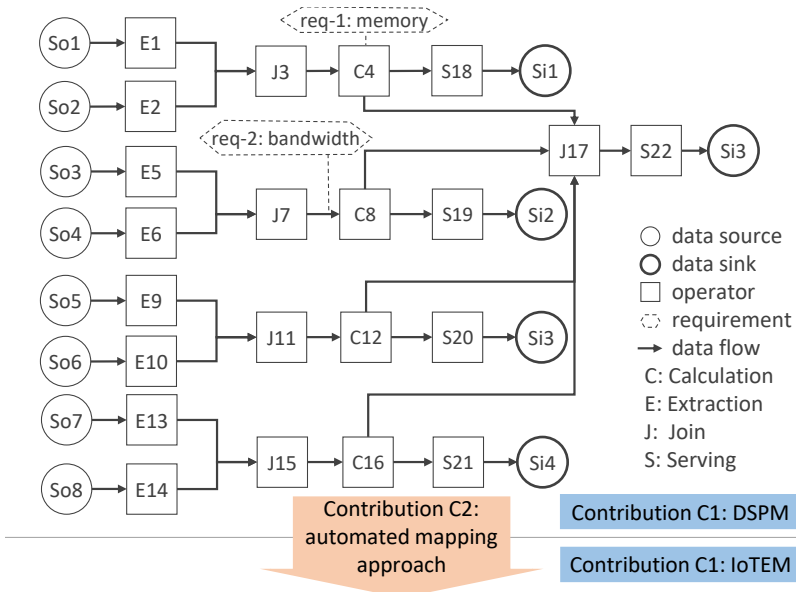 req-1: memory
So1
E1
J3
C4
S18
Si1
So2
E2
req-2: bandwidth
J17
S22
Si3
So3
E5
J7
C8
S19
Si2
So4
E6
So5
E9
J11
C12
S20
Si3
So6
E10
So7
E13
J15
C16
S21
Si4
So8
E14
data source
data sink
operator
requirement
data flow
C: Calculation
E: Extraction
J: Join
S: Serving
Contribution C2:
automated mapping
approach
Contribution C1: DSPM
Contribution C1: IoTEM